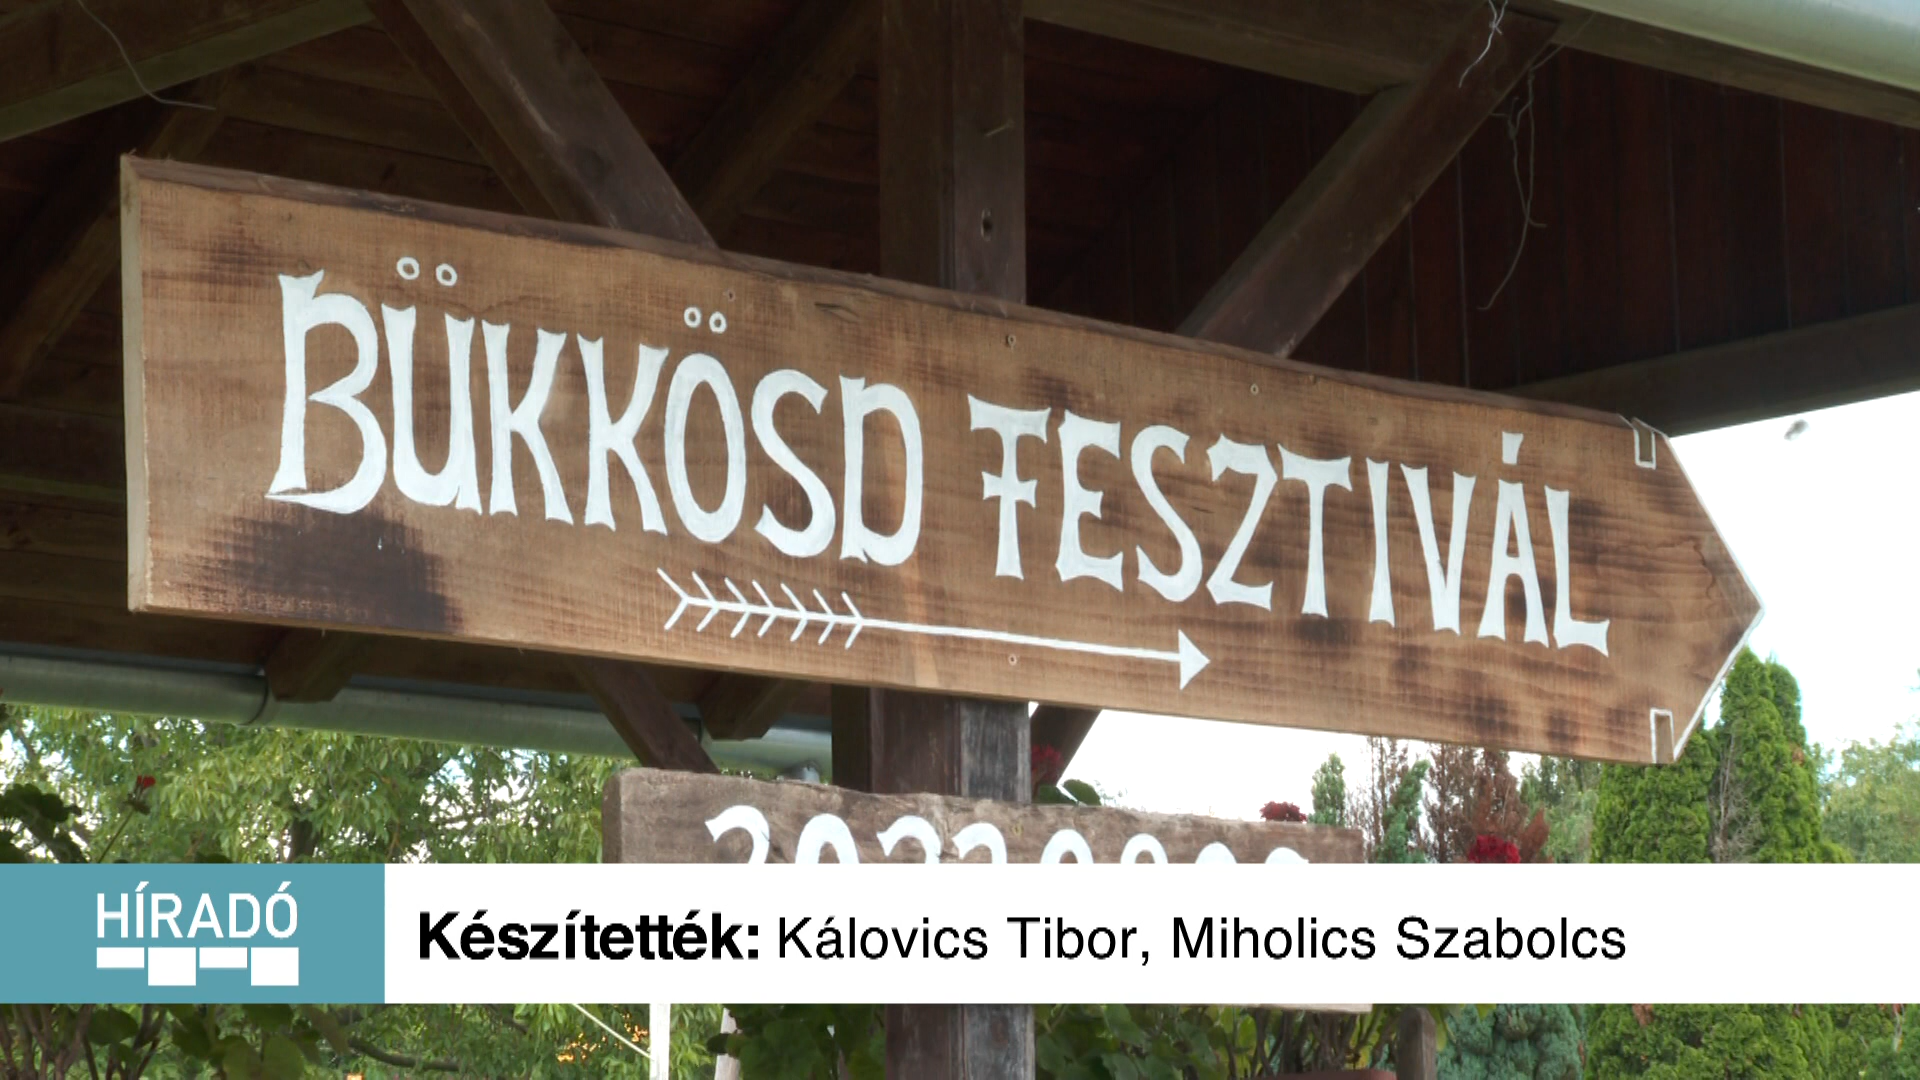 BÜKKÖSD FESZTIVÁL
HÍRADÓ
Készítették: Kálovics Tibor, Miholics Szabolcs